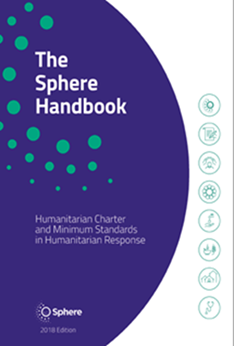 The
Sphere
Handbook
Humanitarian Charter
and Minimum Standards
in Humanitarian Response
Sphere
2018 Edition